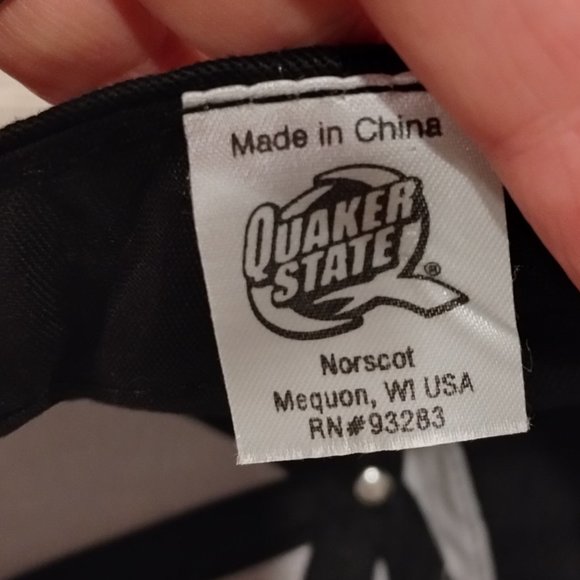 Made in China
QUAKER
STATE
®
Norscot
Mequon, WI USA
RN#93283